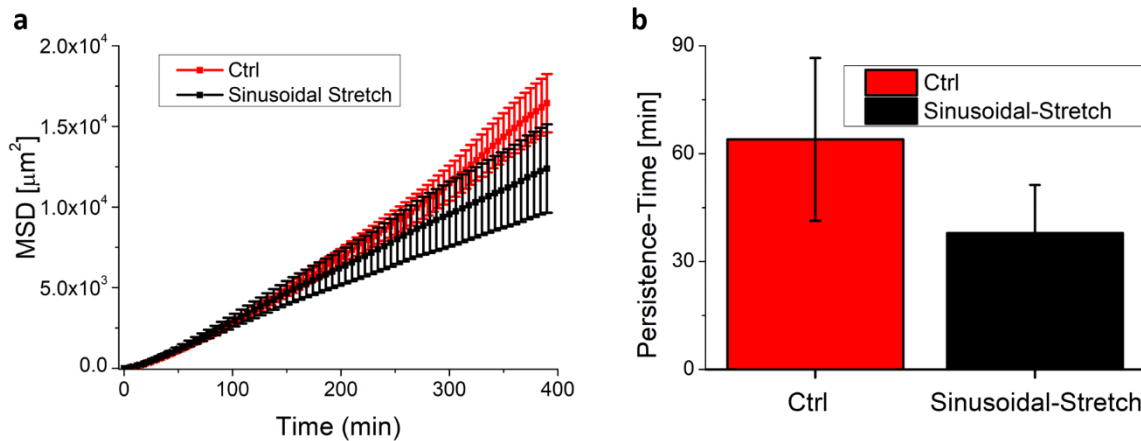 a
2.0x10⁴
1.5x10⁴
1.0x10⁴
5.0x10³
0.0
MSD [μm²]
Ctrl
Sinusoidal Stretch
0 100 200 300 400
Time (min)
b
90
60
30
0
Persistence-Time [min]
Ctrl
Sinusoidal-Stretch
Ctrl Sinusoidal-Stretch